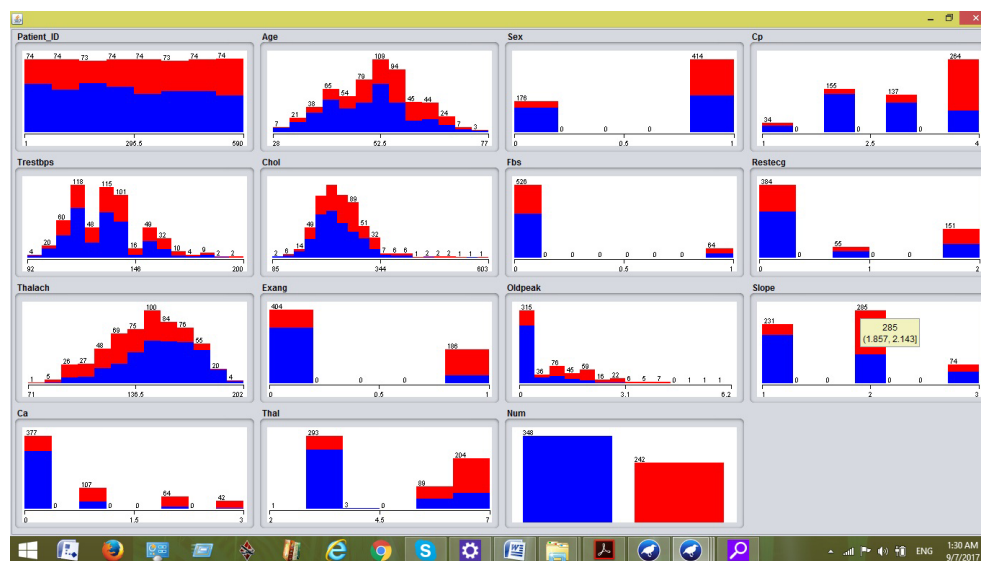 Patient_ID
74 74 73 74 74 73 74 74
1 295.5 590
Age
7 21 38 65 54 79 109 94 45 44 24 7 3
28 52.5 77
Sex
176 0 0 0 414
0 0.5 1
Cp
34 0 155 137 0 264
1 2.5 4
Trestbps
4 20 60 118 48 115 101 16 49 32 10 4 9 2 2
92 146 200
Chol
2 6 14 49 89 51 32 7 6 6 1 2 2 2 1 1 1
85 344 603
Fbs
526 0 0 0 0 0 64
0 0.5 1
Restecg
384 0 55 0 0 151
0 1 2
Thalach
1 5 26 27 48 69 75 100 84 76 55 20 4
71 136.5 202
Exang
404 0 0 0 186
0 0.5 1
Oldpeak
315 36 76 45 59 16 22 6 5 7 0 1 1 1
0 3.1 6.2
Slope
231 0 0 285 0 0 74
285
(1.857, 2.143]
1 2 3
Ca
377 0 107 0 0 64 0 42
0 1.5 3
Thal
1 293 3 0 89 204
2 4.5 7
Num
348 242
ENG
1:30 AM
9/7/2017